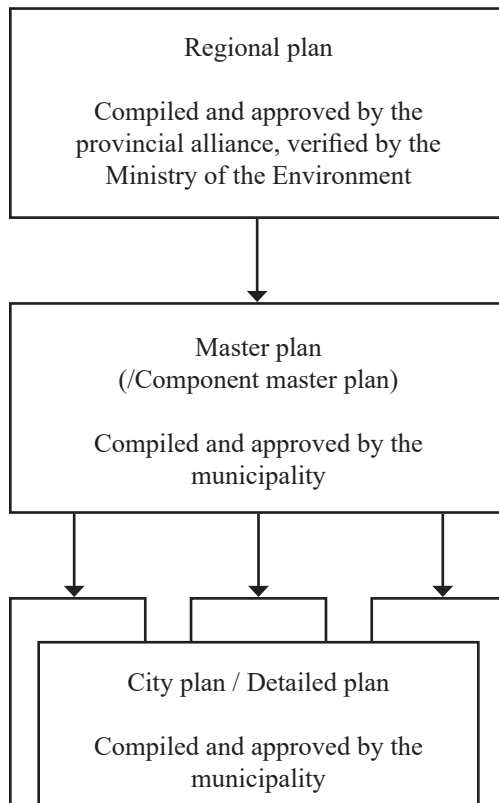 Regional plan
Compiled and approved by the
provincial alliance, verified by the
Ministry of the Environment
Master plan
(/Component master plan)
Compiled and approved by the
municipality
City plan / Detailed plan
Compiled and approved by the
municipality